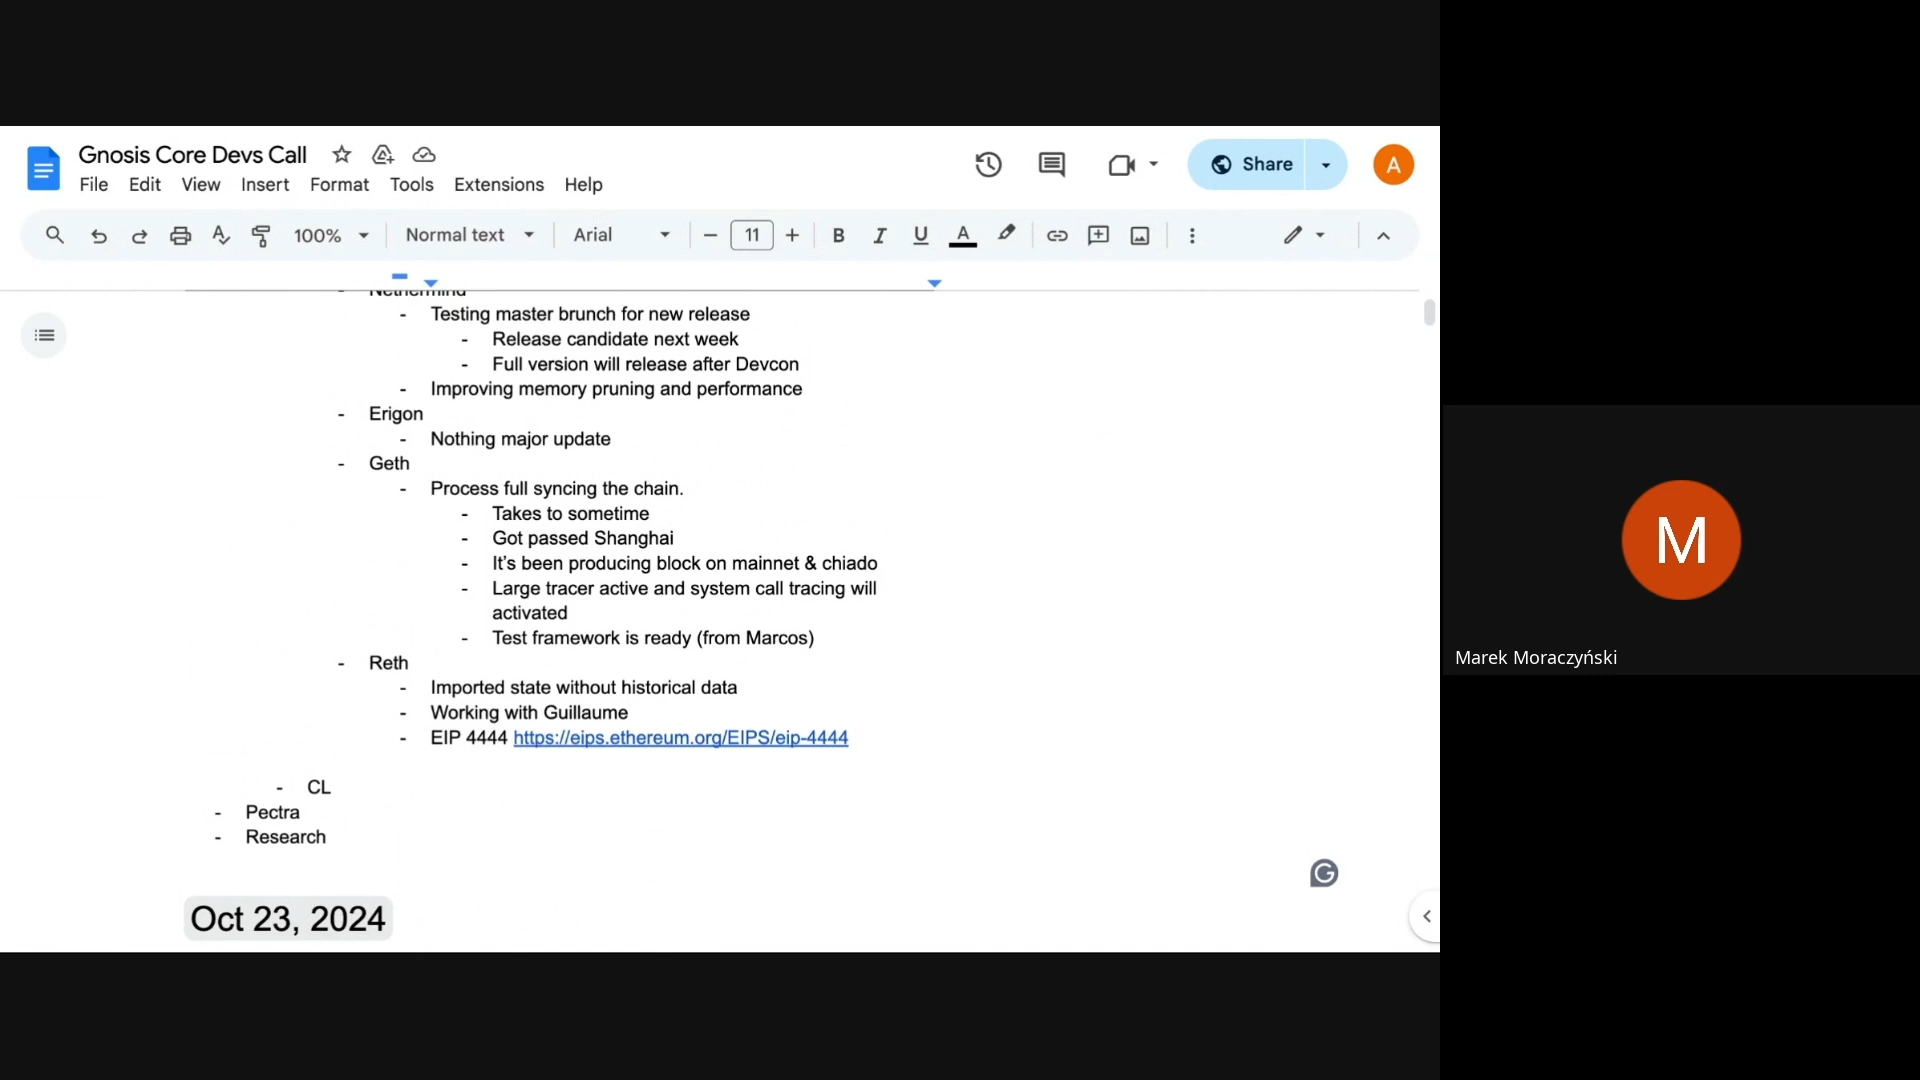 Gnosis Core Devs Call
File Edit View Insert Format Tools Extensions Help
Share
A
100% Normal text Arial 11 B I U A
Nethermind
- Testing master brunch for new release
- Release candidate next week
- Full version will release after Devcon
- Improving memory pruning and performance
- Erigon
- Nothing major update
- Geth
- Process full syncing the chain.
- Takes to sometime
- Got passed Shanghai
- It's been producing block on mainnet & chiado
- Large tracer active and system call tracing will
activated
- Test framework is ready (from Marcos)
- Reth
- Imported state without historical data
- Working with Guillaume
- EIP 4444 https://eips.ethereum.org/EIPS/eip-4444
- CL
- Pectra
- Research
Oct 23, 2024
M
Marek Moraczyński